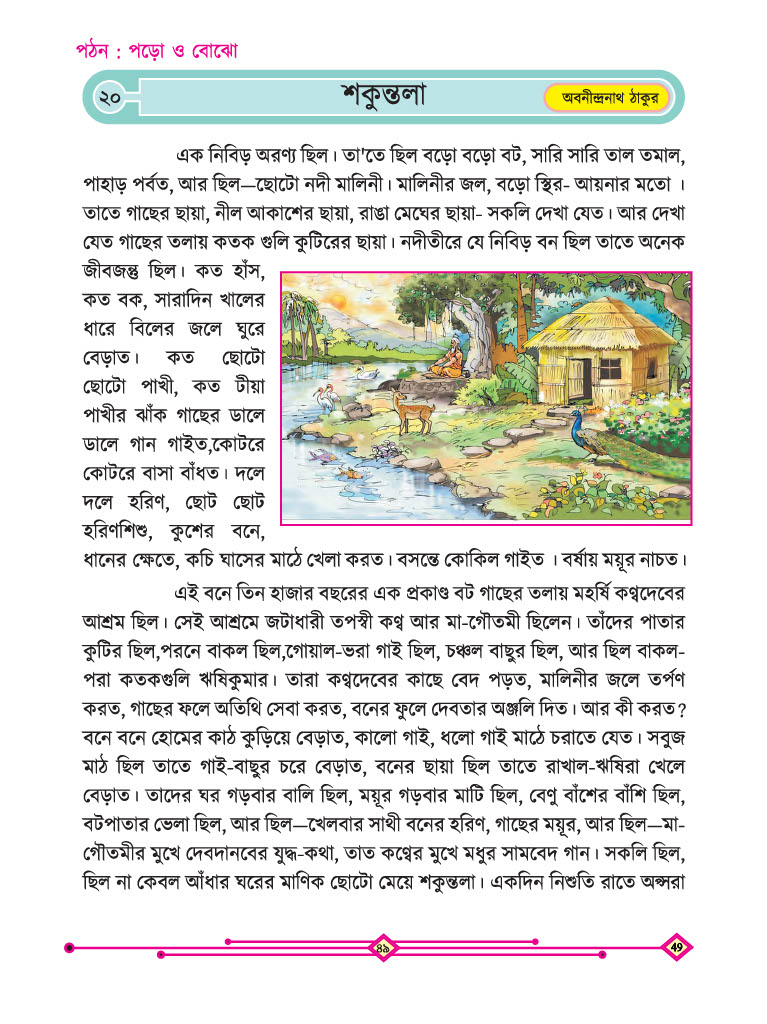 পঠন : পড়ো ও বোঝো
২০
শকুন্তলা
অবনীন্দ্রনাথ ঠাকুর
এক নিবিড় অরণ্য ছিল। তা'তে ছিল বড়ো বড়ো বট, সারি সারি তাল তমাল,
পাহাড় পর্বত, আর ছিল—ছোটো নদী মালিনী। মালিনীর জল, বড়ো স্থির- আয়নার মতো ।
তাতে গাছের ছায়া, নীল আকাশের ছায়া, রাঙা মেঘের ছায়া- সকলি দেখা যেত। আর দেখা
যেত গাছের তলায় কতক গুলি কুটিরের ছায়া। নদীতীরে যে নিবিড় বন ছিল তাতে অনেক
জীবজন্তু ছিল। কত হাঁস,
কত বক, সারাদিন খালের
ধারে বিলের জলে ঘুরে
বেড়াত। কত ছোটো
ছোটো পাখী, কত টীয়া
পাখীর ঝাঁক গাছের ডালে
ডালে গান গাইত,কোটরে
কোটরে বাসা বাঁধত। দলে
দলে হরিণ, ছোট ছোট
হরিণশিশু, কুশের বনে,
ধানের ক্ষেতে, কচি ঘাসের মাঠে খেলা করত। বসন্তে কোকিল গাইত । বর্ষায় ময়ূর নাচত।
এই বনে তিন হাজার বছরের এক প্রকাণ্ড বট গাছের তলায় মহর্ষি কণ্বদেবের
আশ্রম ছিল। সেই আশ্রমে জটাধারী তপস্বী কণ্ব আর মা-গৌতমী ছিলেন। তাঁদের পাতার
কুটির ছিল,পরনে বাকল ছিল,গোয়াল-ভরা গাই ছিল, চঞ্চল বাছুর ছিল, আর ছিল বাকল-
পরা কতকগুলি ঋষিকুমার। তারা কণ্বদেবের কাছে বেদ পড়ত, মালিনীর জলে তর্পণ
করত, গাছের ফলে অতিথি সেবা করত, বনের ফুলে দেবতার অঞ্জলি দিত। আর কী করত?
বনে বনে হোমের কাঠ কুড়িয়ে বেড়াত, কালো গাই, ধলো গাই মাঠে চরাতে যেত। সবুজ
মাঠ ছিল তাতে গাই-বাছুর চরে বেড়াত, বনের ছায়া ছিল তাতে রাখাল-ঋষিরা খেলে
বেড়াত। তাদের ঘর গড়বার বালি ছিল, ময়ূর গড়বার মাটি ছিল, বেণু বাঁশের বাঁশি ছিল,
বটপাতার ভেলা ছিল, আর ছিল—খেলবার সাথী বনের হরিণ, গাছের ময়ূর, আর ছিল—মা-
গৌতমীর মুখে দেবদানবের যুদ্ধ-কথা, তাত কণ্বের মুখে মধুর সামবেদ গান। সকলি ছিল,
ছিল না কেবল আঁধার ঘরের মাণিক ছোটো মেয়ে শকুন্তলা। একদিন নিশুতি রাতে অপ্সরা
৪৯
49